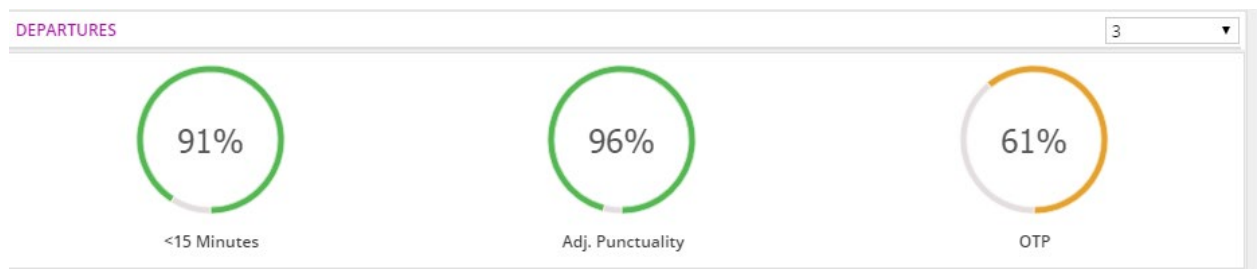 DEPARTURES
3
91%
96%
61%
<15 Minutes
Adj. Punctuality
OTP